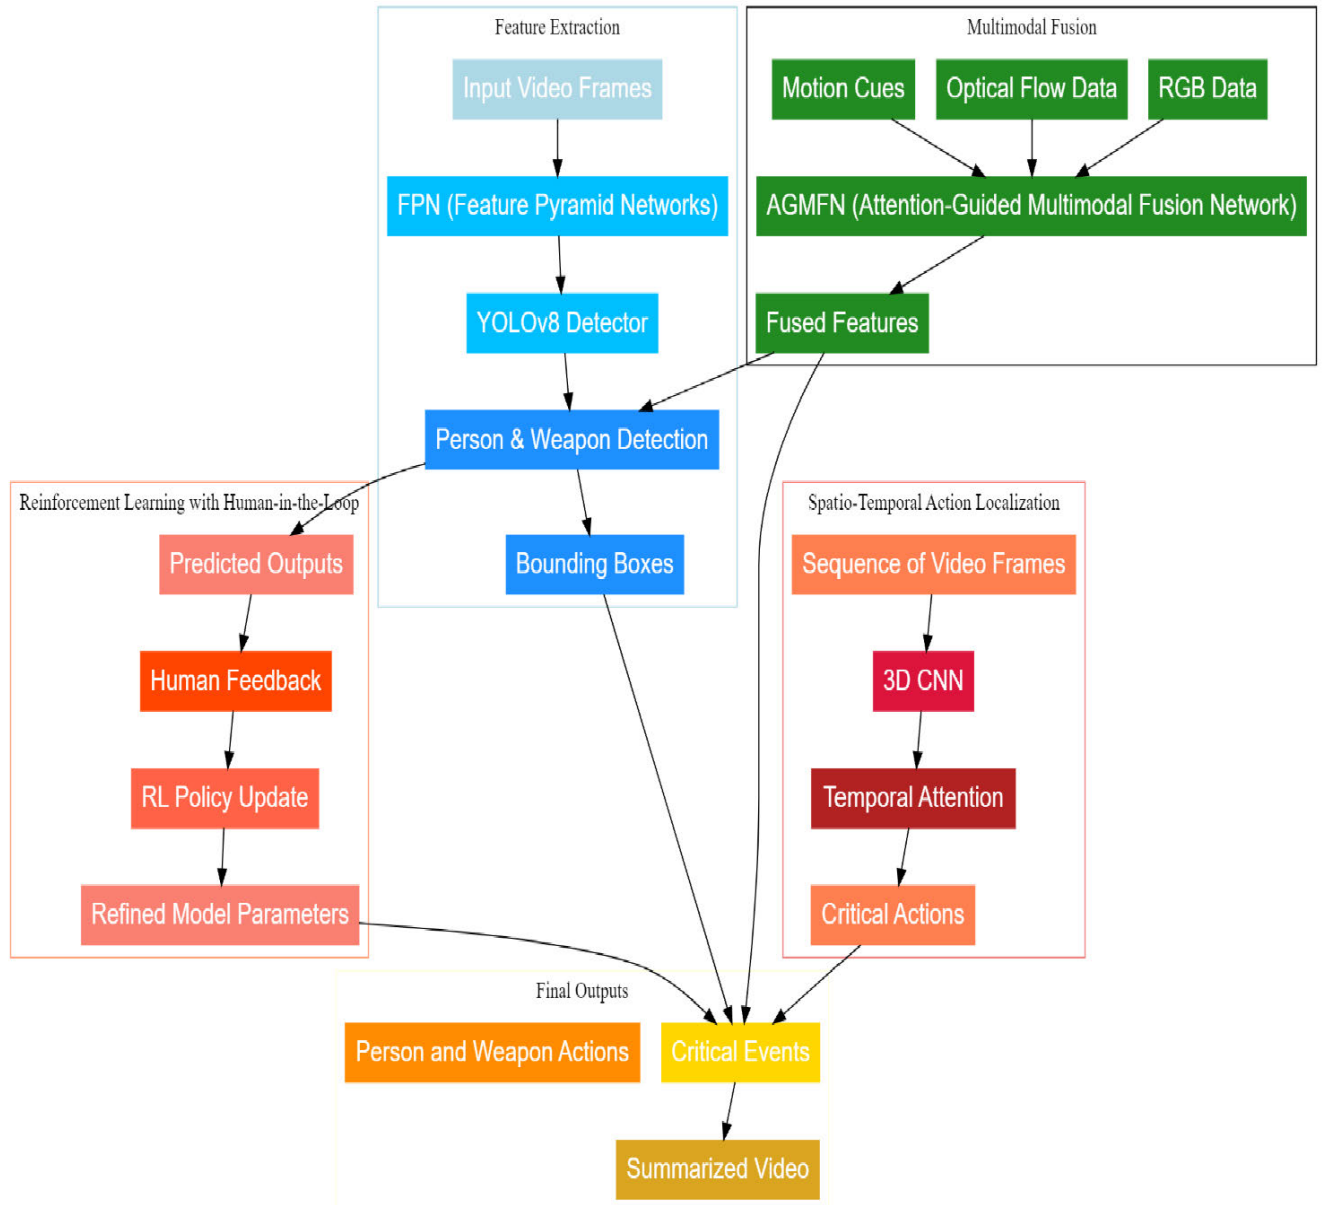 Feature Extraction
Input Video Frames
FPN (Feature Pyramid Networks)
YOLOv8 Detector
Person & Weapon Detection
Bounding Boxes
Multimodal Fusion
Motion Cues
Optical Flow Data
RGB Data
AGMFN (Attention-Guided Multimodal Fusion Network)
Fused Features
Reinforcement Learning with Human-in-the-Loop
Predicted Outputs
Human Feedback
RL Policy Update
Refined Model Parameters
Spatio-Temporal Action Localization
Sequence of Video Frames
3D CNN
Temporal Attention
Critical Actions
Final Outputs
Person and Weapon Actions
Critical Events
Summarized Video